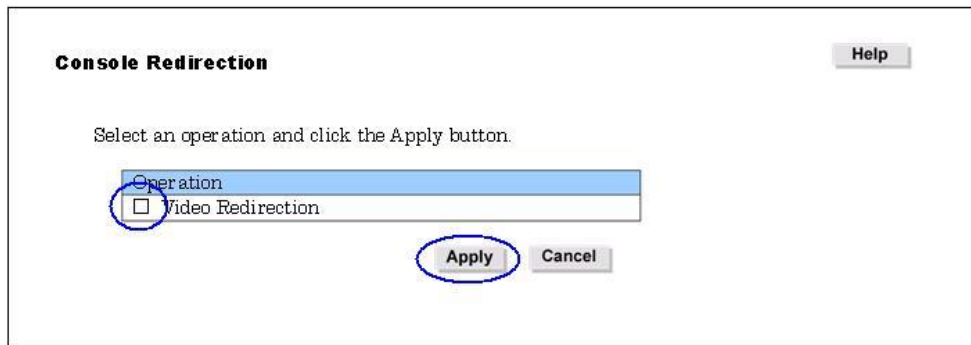 Console Redirection
Help
Select an operation and click the Apply button.
Operation
Video Redirection
Apply Cancel